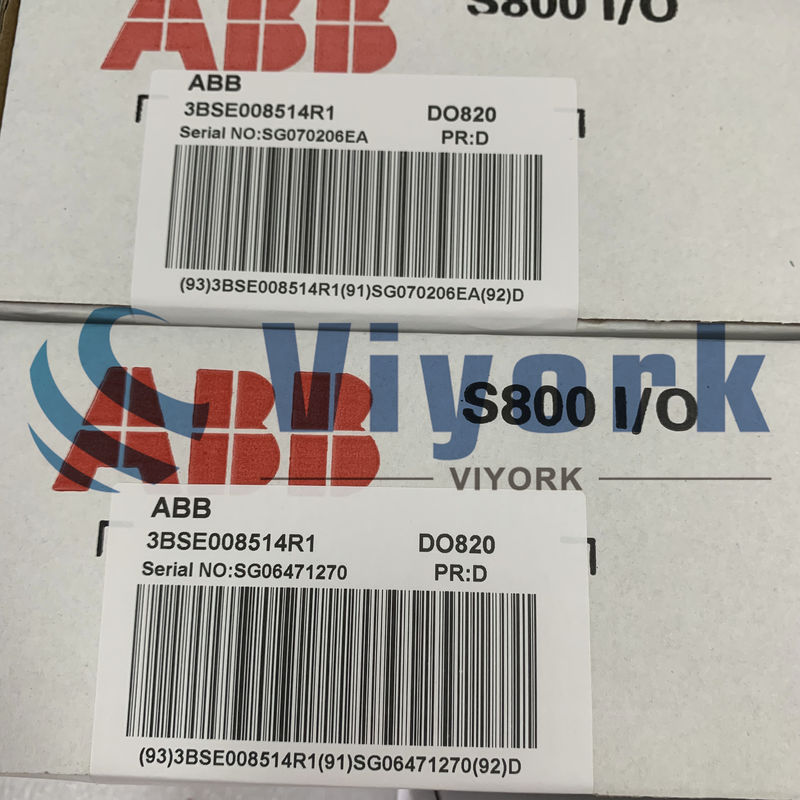 ABB
S800 I/O
ABB
3BSE008514R1 DO820
Serial NO:SG070206EA PR:D
(93)3BSE008514R1(91)SG070206EA(92)D
Viyork
ABB
S800 I/O
VIYORK
ABB
3BSE008514R1 DO820
Serial NO:SG06471270 PR:D
(93)3BSE008514R1(91)SG06471270(92)D